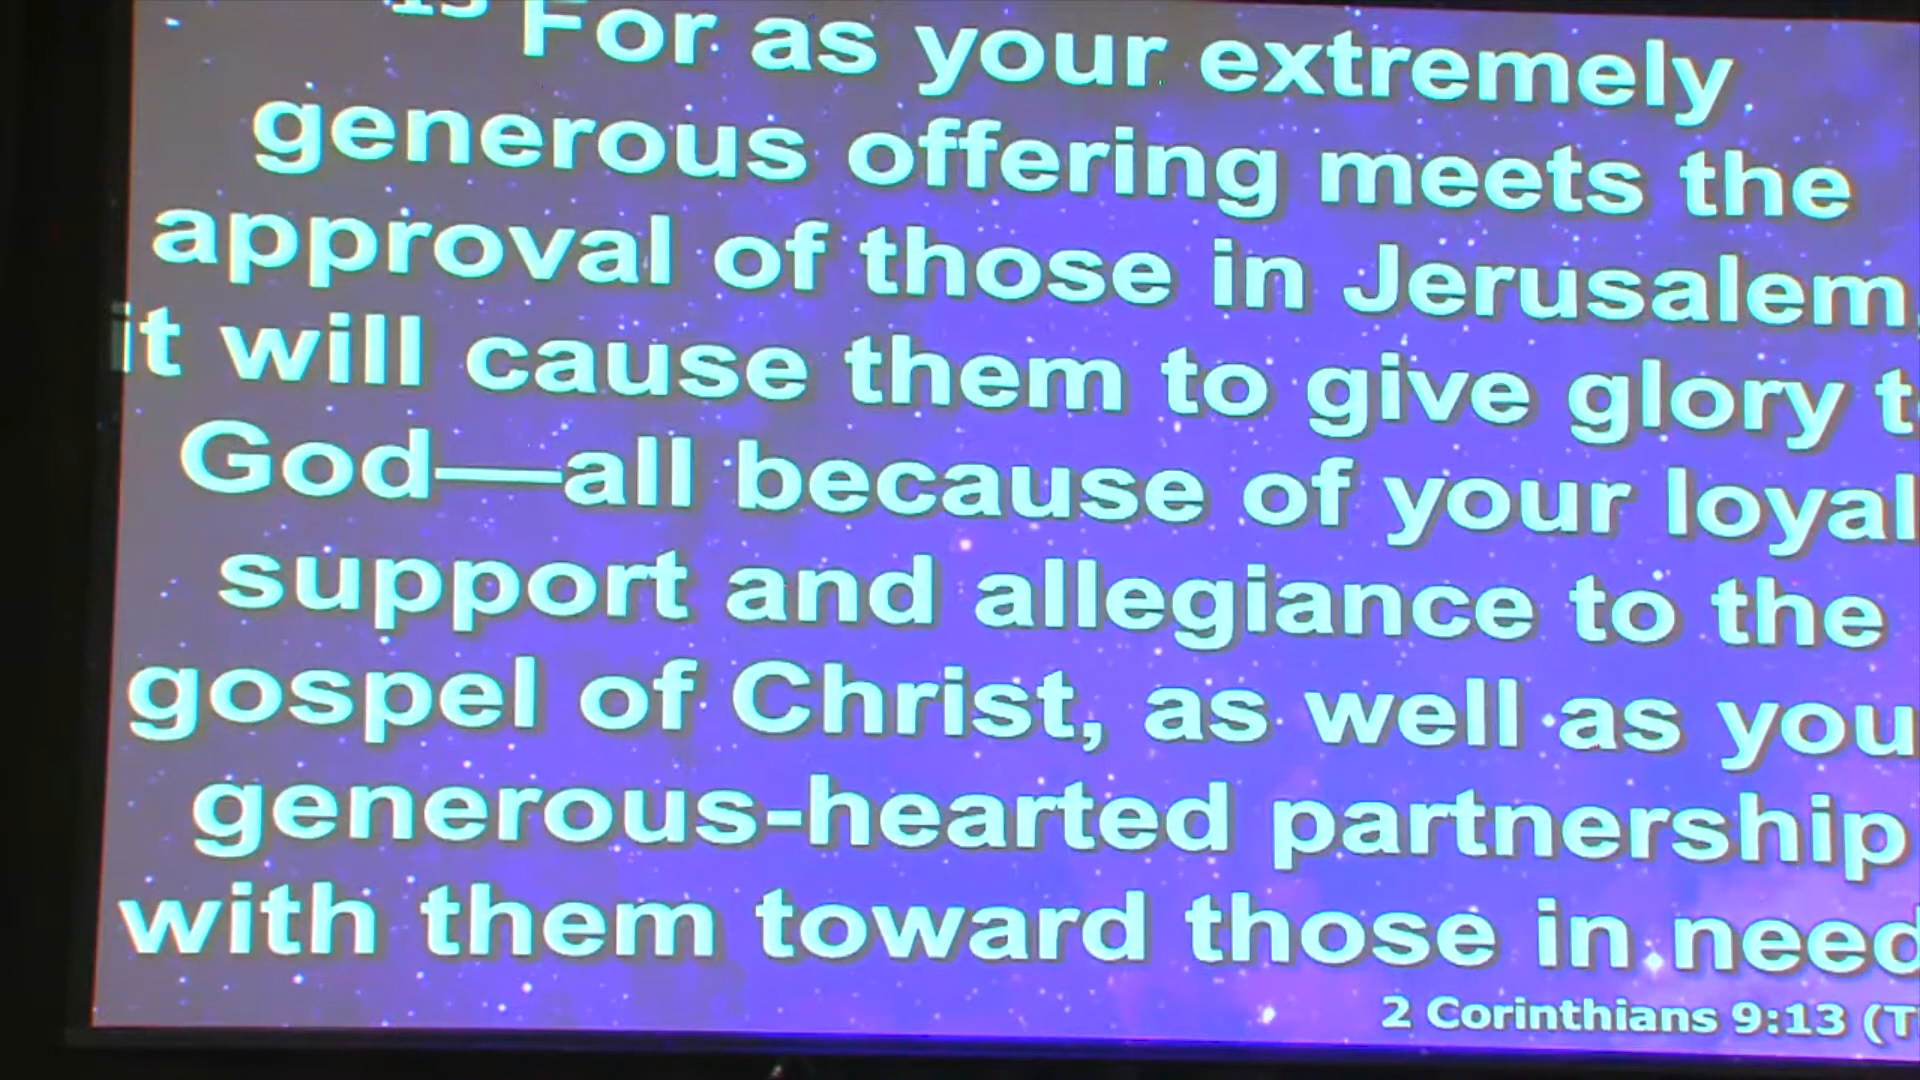 13 For as your extremely
generous offering meets the
approval of those in Jerusalem,
it will cause them to give glory t
God—all because of your loyal
support and allegiance to the
gospel of Christ, as well as you
generous-hearted partnership
with them toward those in need
2 Corinthians 9:13 (T